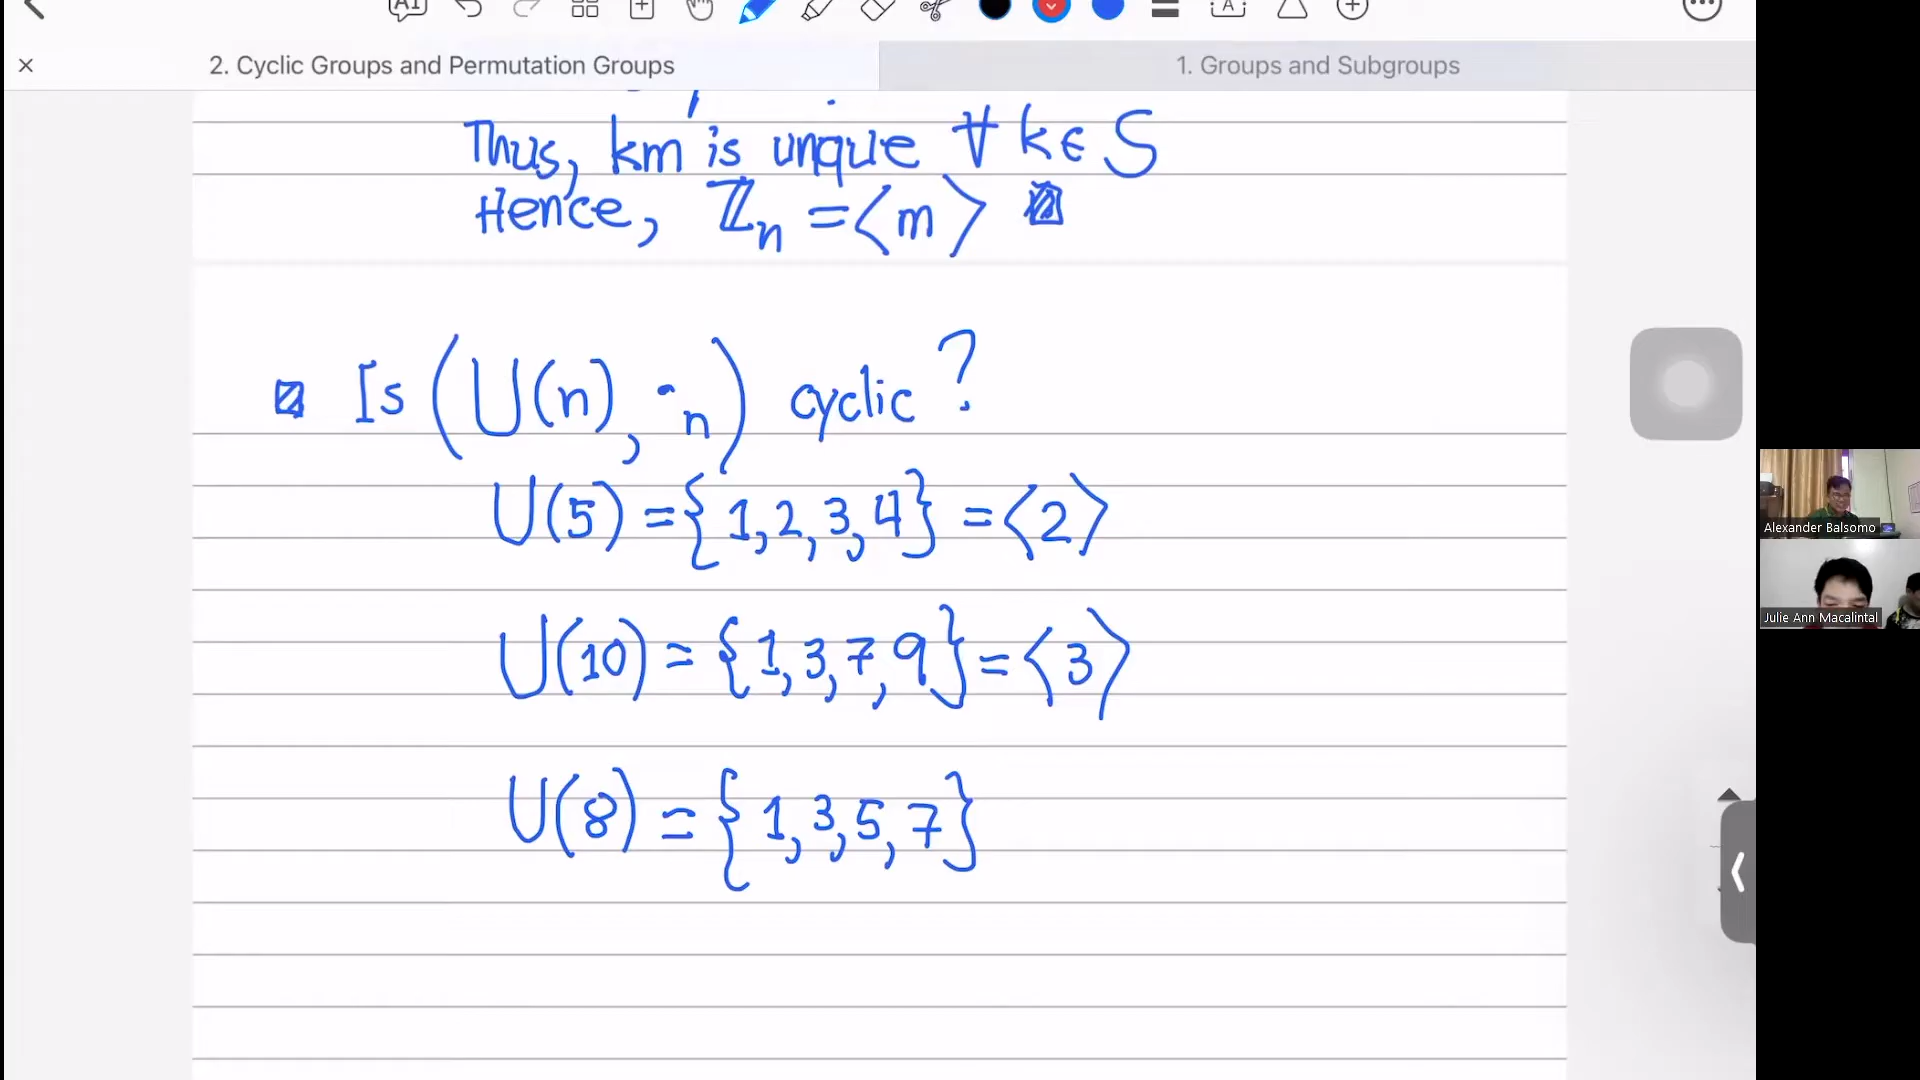 2. Cyclic Groups and Permutation Groups
1. Groups and Subgroups
Thus, km is unique ∀ k ∈ S
Hence, ℤn = ⟨m⟩
Is (U(n), ·n) cyclic?
U(5) = {1, 2, 3, 4} = ⟨2⟩
U(10) = {1, 3, 7, 9} = ⟨3⟩
U(8) = {1, 3, 5, 7}
Alexander Balsomo
Julie Ann Macalintal